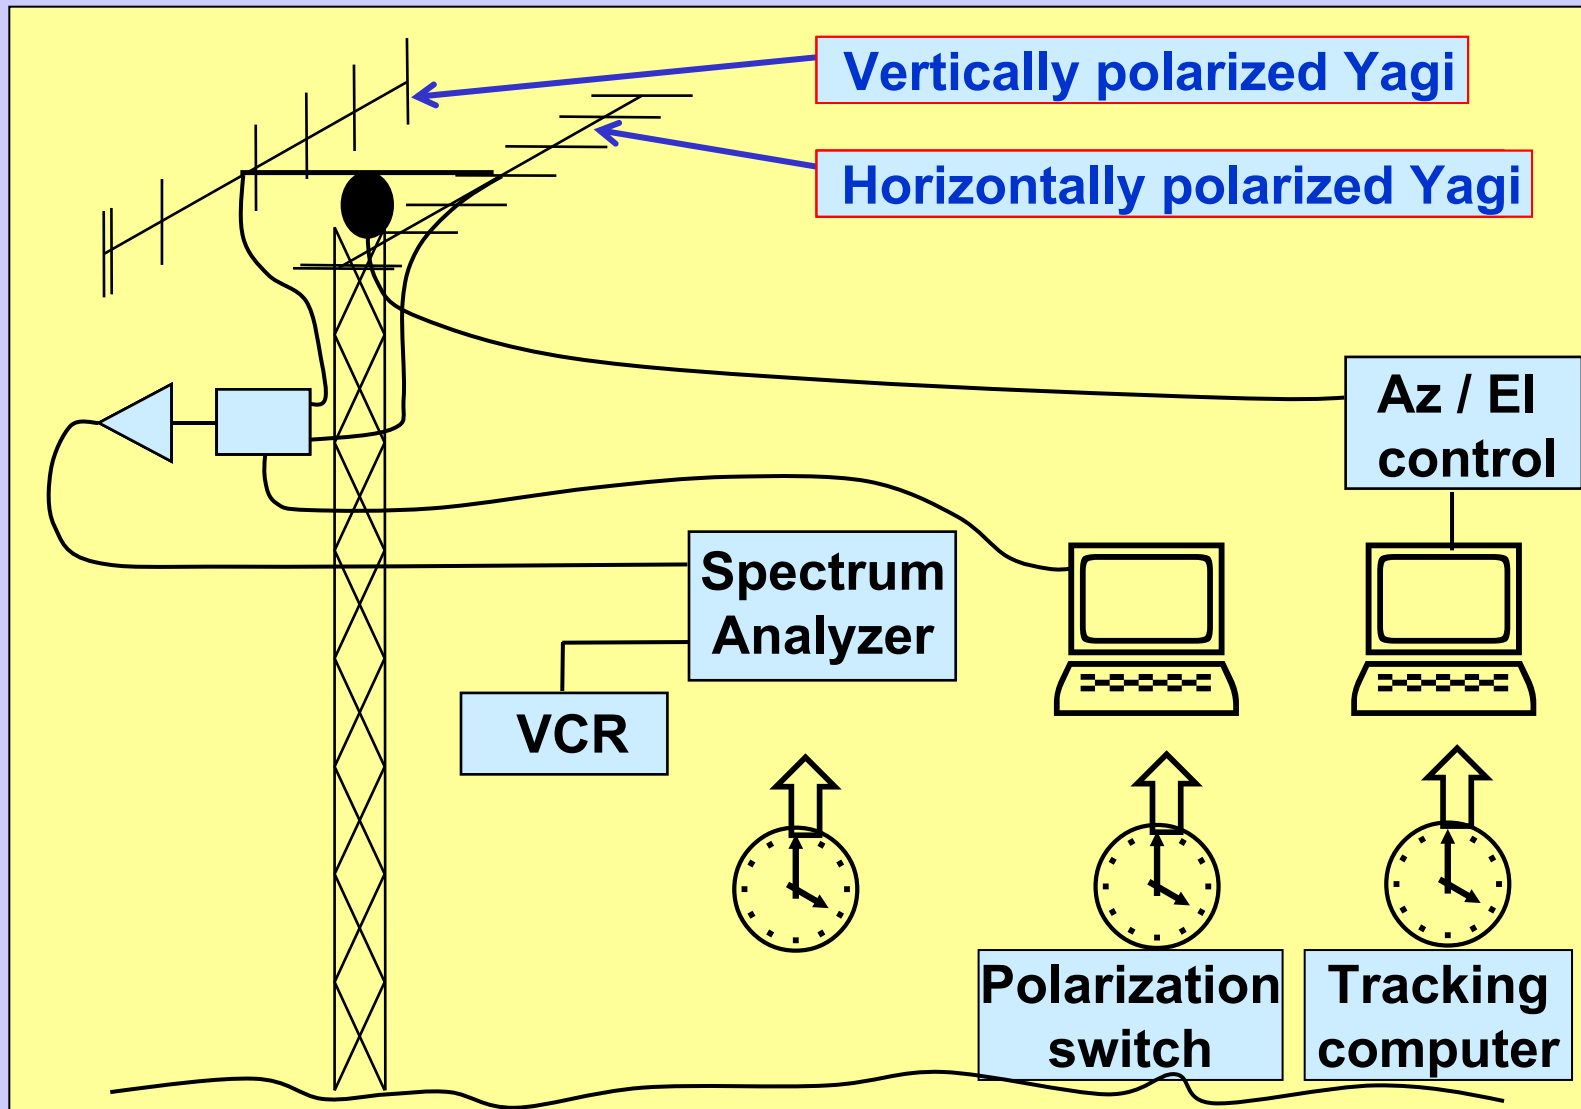 Vertically polarized Yagi
Horizontally polarized Yagi
Az / El
control
Spectrum
Analyzer
VCR
Polarization
switch
Tracking
computer